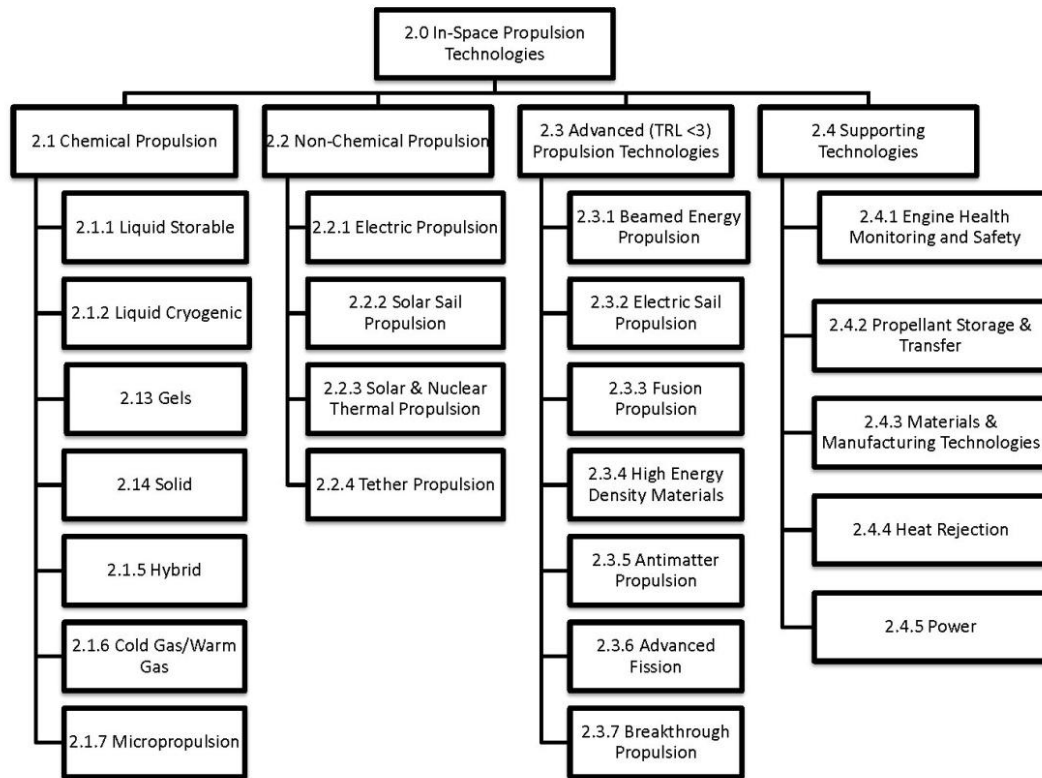 2.0 In-Space Propulsion
Technologies
2.1 Chemical Propulsion
2.2 Non-Chemical Propulsion
2.3 Advanced (TRL <3)
Propulsion Technologies
2.4 Supporting
Technologies
2.1.1 Liquid Storable
2.1.2 Liquid Cryogenic
2.13 Gels
2.14 Solid
2.1.5 Hybrid
2.1.6 Cold Gas/Warm
Gas
2.1.7 Micropropulsion
2.2.1 Electric Propulsion
2.2.2 Solar Sail
Propulsion
2.2.3 Solar & Nuclear
Thermal Propulsion
2.2.4 Tether Propulsion
2.3.1 Beamed Energy
Propulsion
2.3.2 Electric Sail
Propulsion
2.3.3 Fusion
Propulsion
2.3.4 High Energy
Density Materials
2.3.5 Antimatter
Propulsion
2.3.6 Advanced
Fission
2.3.7 Breakthrough
Propulsion
2.4.1 Engine Health
Monitoring and Safety
2.4.2 Propellant Storage &
Transfer
2.4.3 Materials &
Manufacturing Technologies
2.4.4 Heat Rejection
2.4.5 Power